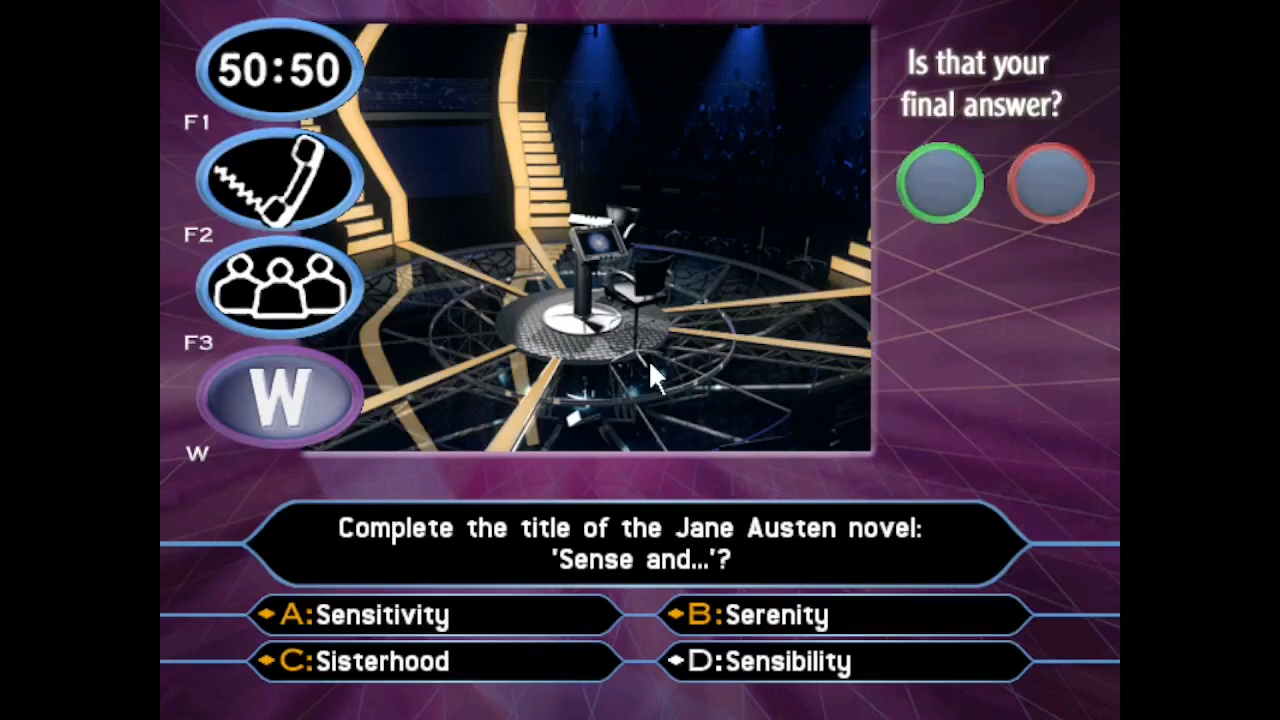 50:50
F1
F2
F3
W
W
Is that your
final answer?
Complete the title of the Jane Austen novel:
'Sense and...'?
A:Sensitivity
B:Serenity
C:Sisterhood
D:Sensibility